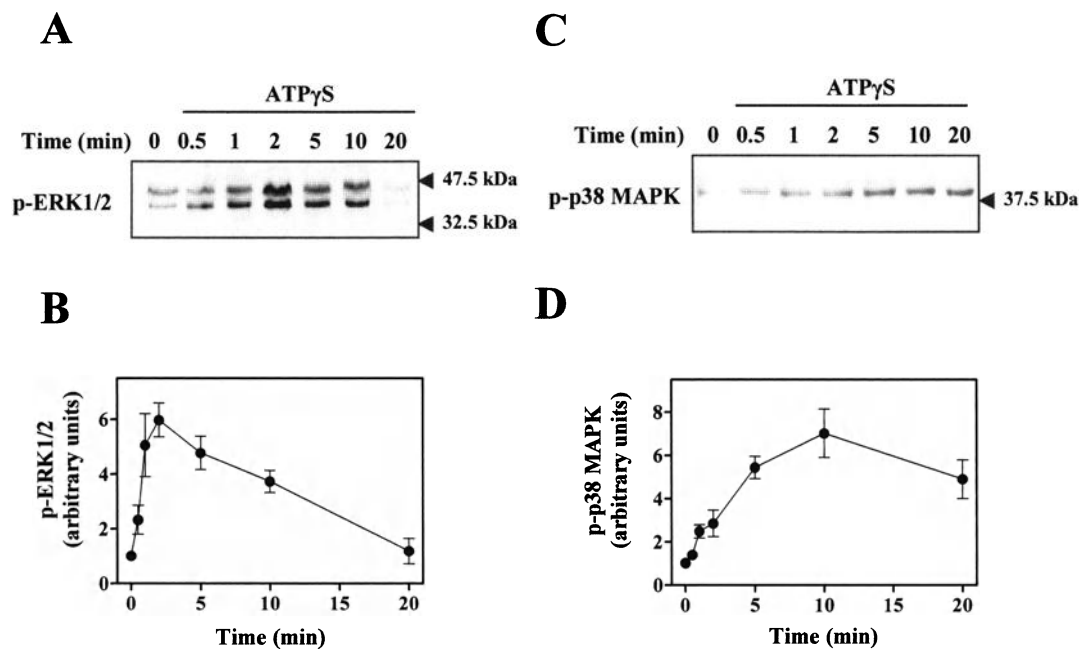 A
ATPγS
Time (min) 0 0.5 1 2 5 10 20
p-ERK1/2
47.5 kDa
32.5 kDa
B
p-ERK1/2
(arbitrary units)
6
4
2
0
0 5 10 15 20
Time (min)
C
ATPγS
Time (min) 0 0.5 1 2 5 10 20
p-p38 MAPK
37.5 kDa
D
p-p38 MAPK
(arbitrary units)
8
6
4
2
0
0 5 10 15 20
Time (min)